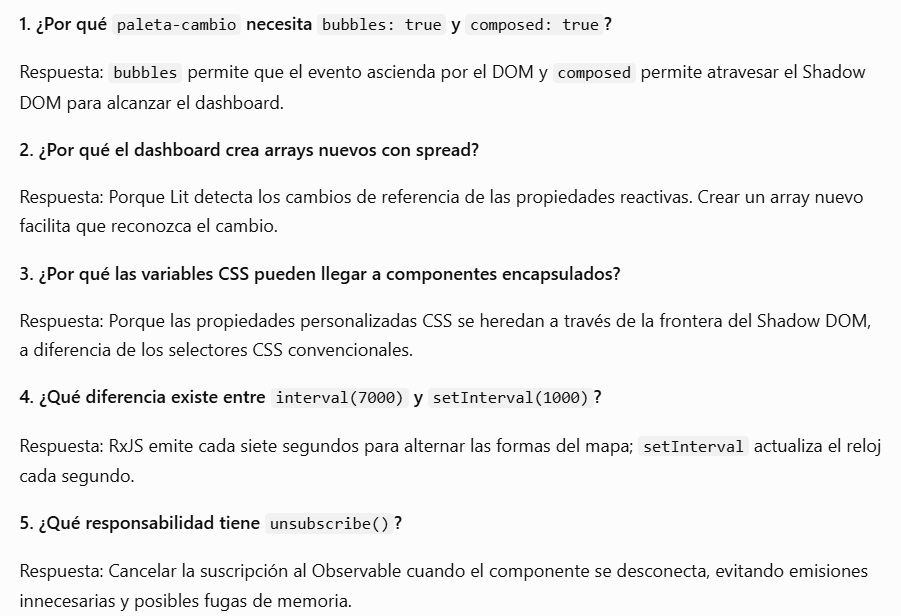 1. ¿Por qué paleta-cambio necesita bubbles: true y composed: true?
Respuesta: bubbles permite que el evento ascienda por el DOM y composed permite atravesar el Shadow
DOM para alcanzar el dashboard.
2. ¿Por qué el dashboard crea arrays nuevos con spread?
Respuesta: Porque Lit detecta los cambios de referencia de las propiedades reactivas. Crear un array nuevo
facilita que reconozca el cambio.
3. ¿Por qué las variables CSS pueden llegar a componentes encapsulados?
Respuesta: Porque las propiedades personalizadas CSS se heredan a través de la frontera del Shadow DOM,
a diferencia de los selectores CSS convencionales.
4. ¿Qué diferencia existe entre interval(7000) y setInterval(1000)?
Respuesta: RxJS emite cada siete segundos para alternar las formas del mapa; setInterval actualiza el reloj
cada segundo.
5. ¿Qué responsabilidad tiene unsubscribe()?
Respuesta: Cancelar la suscripción al Observable cuando el componente se desconecta, evitando emisiones
innecesarias y posibles fugas de memoria.